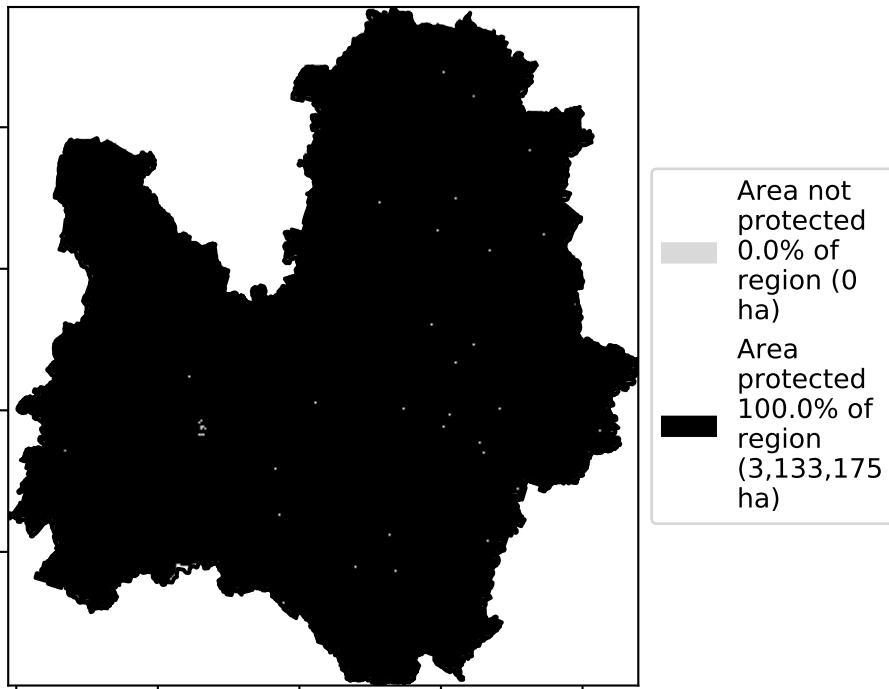 Area not
protected
0.0% of
region (0
ha)
Area
protected
100.0% of
region
(3,133,175
ha)